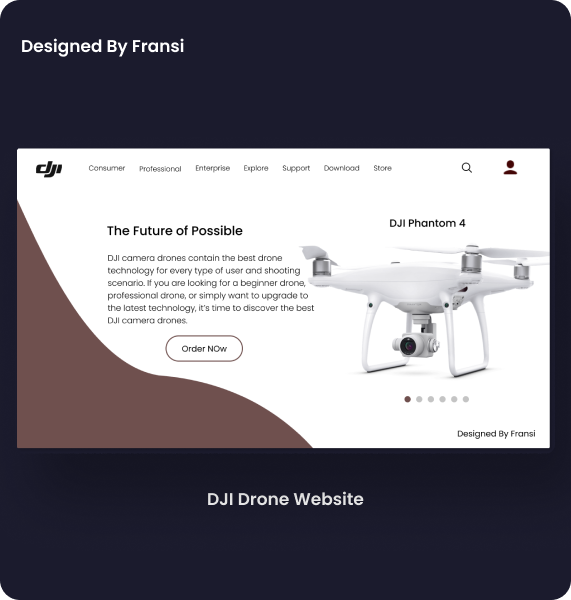 Designed By Fransi
dji
Consumer Professional Enterprise Explore Support Download Store
The Future of Possible
DJI camera drones contain the best drone
technology for every type of user and shooting
scenario. If you are looking for a beginner drone,
professional drone, or simply want to upgrade to
the latest technology, it's time to discover the best
DJI camera drones.
Order NOw
DJI Phantom 4
Designed By Fransi
DJI Drone Website